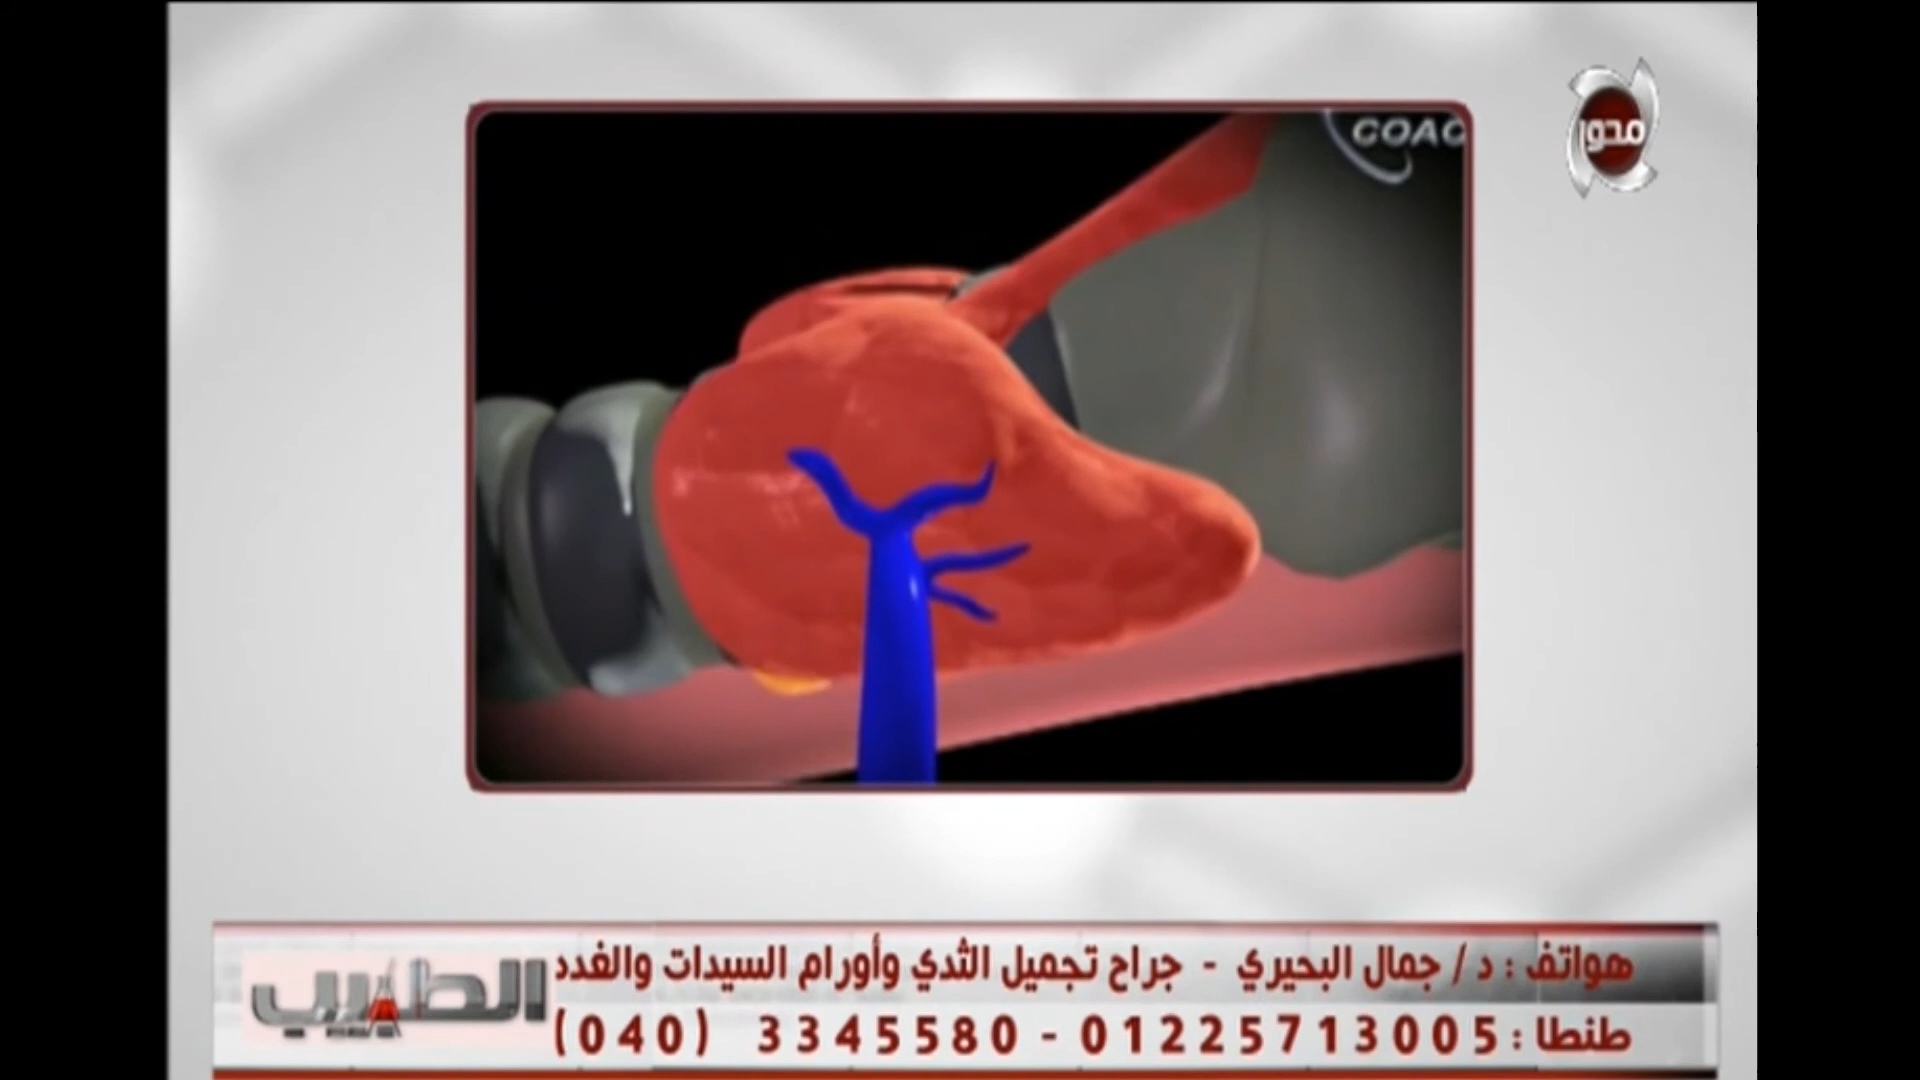 COAC
محور
هواتف : د / جمال البحيري - جراح تجميل الثدي وأورام السيدات والغدد
الطبيب
طنطا : 01225713005 - 3345580 (040)